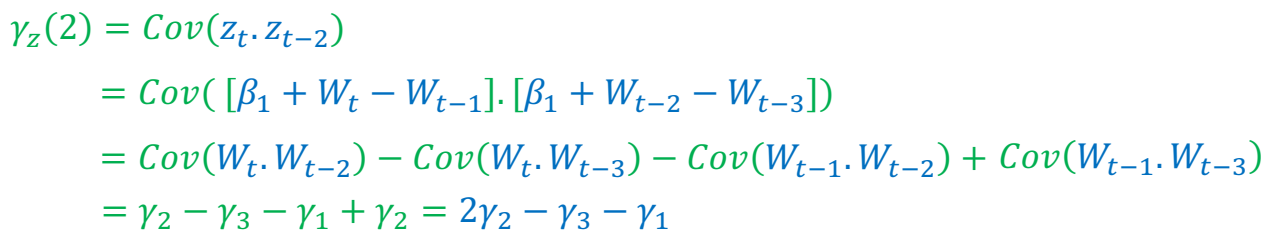 γ_z(2) = Cov(z_t. z_{t−2})
= Cov( [β_1 + W_t − W_{t−1}]. [β_1 + W_{t−2} − W_{t−3}])
= Cov(W_t. W_{t−2}) − Cov(W_t. W_{t−3}) − Cov(W_{t−1}. W_{t−2}) + Cov(W_{t−1}. W_{t−3})
= γ_2 − γ_3 − γ_1 + γ_2 = 2γ_2 − γ_3 − γ_1